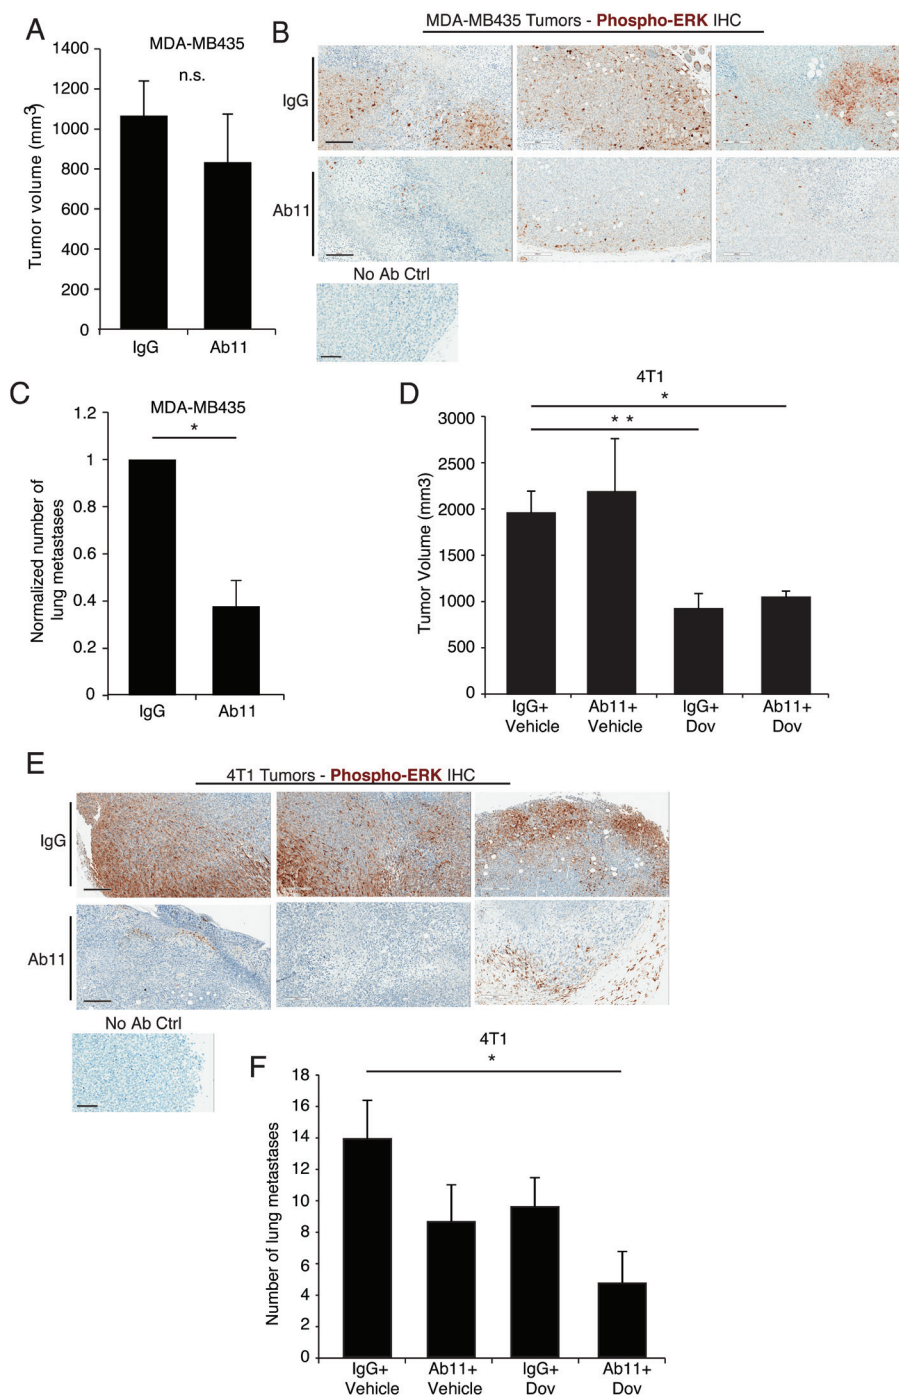 A
MDA-MB435
n.s.
Tumor volume (mm3)
1400
1200
1000
800
600
400
200
0
IgG
Ab11
B
MDA-MB435 Tumors - Phospho-ERK IHC
IgG
Ab11
No Ab Ctrl
C
MDA-MB435
*
Normalized number of
lung metastases
1.2
1
0.8
0.6
0.4
0.2
0
IgG
Ab11
D
4T1
*
* *
Tumor Volume (mm3)
3000
2500
2000
1500
1000
500
0
IgG+ Ab11+ IgG+ Ab11+
Vehicle Vehicle Dov Dov
E
4T1 Tumors - Phospho-ERK IHC
IgG
Ab11
No Ab Ctrl
F
4T1
*
Number of lung metastases
18
16
14
12
10
8
6
4
2
0
IgG+ Ab11+ IgG+ Ab11+
Vehicle Vehicle Dov Dov